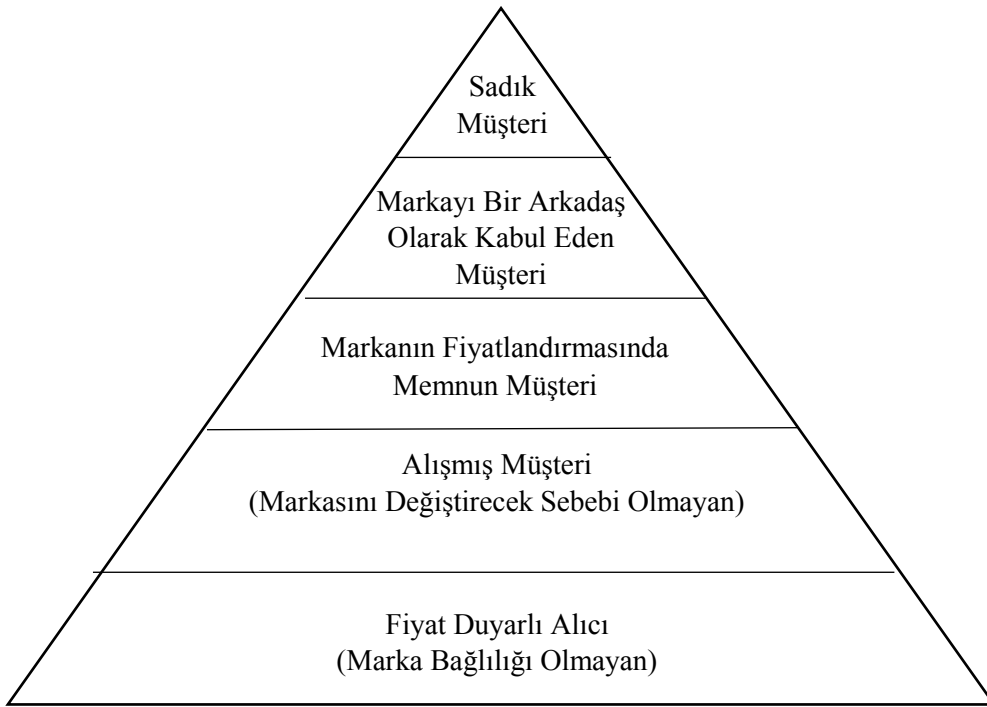 Sadık
Müşteri
Markayı Bir Arkadaş
Olarak Kabul Eden
Müşteri
Markanın Fiyatlandırmasında
Memnun Müşteri
Alışmış Müşteri
(Markasını Değiştirecek Sebebi Olmayan)
Fiyat Duyarlı Alıcı
(Marka Bağlılığı Olmayan)